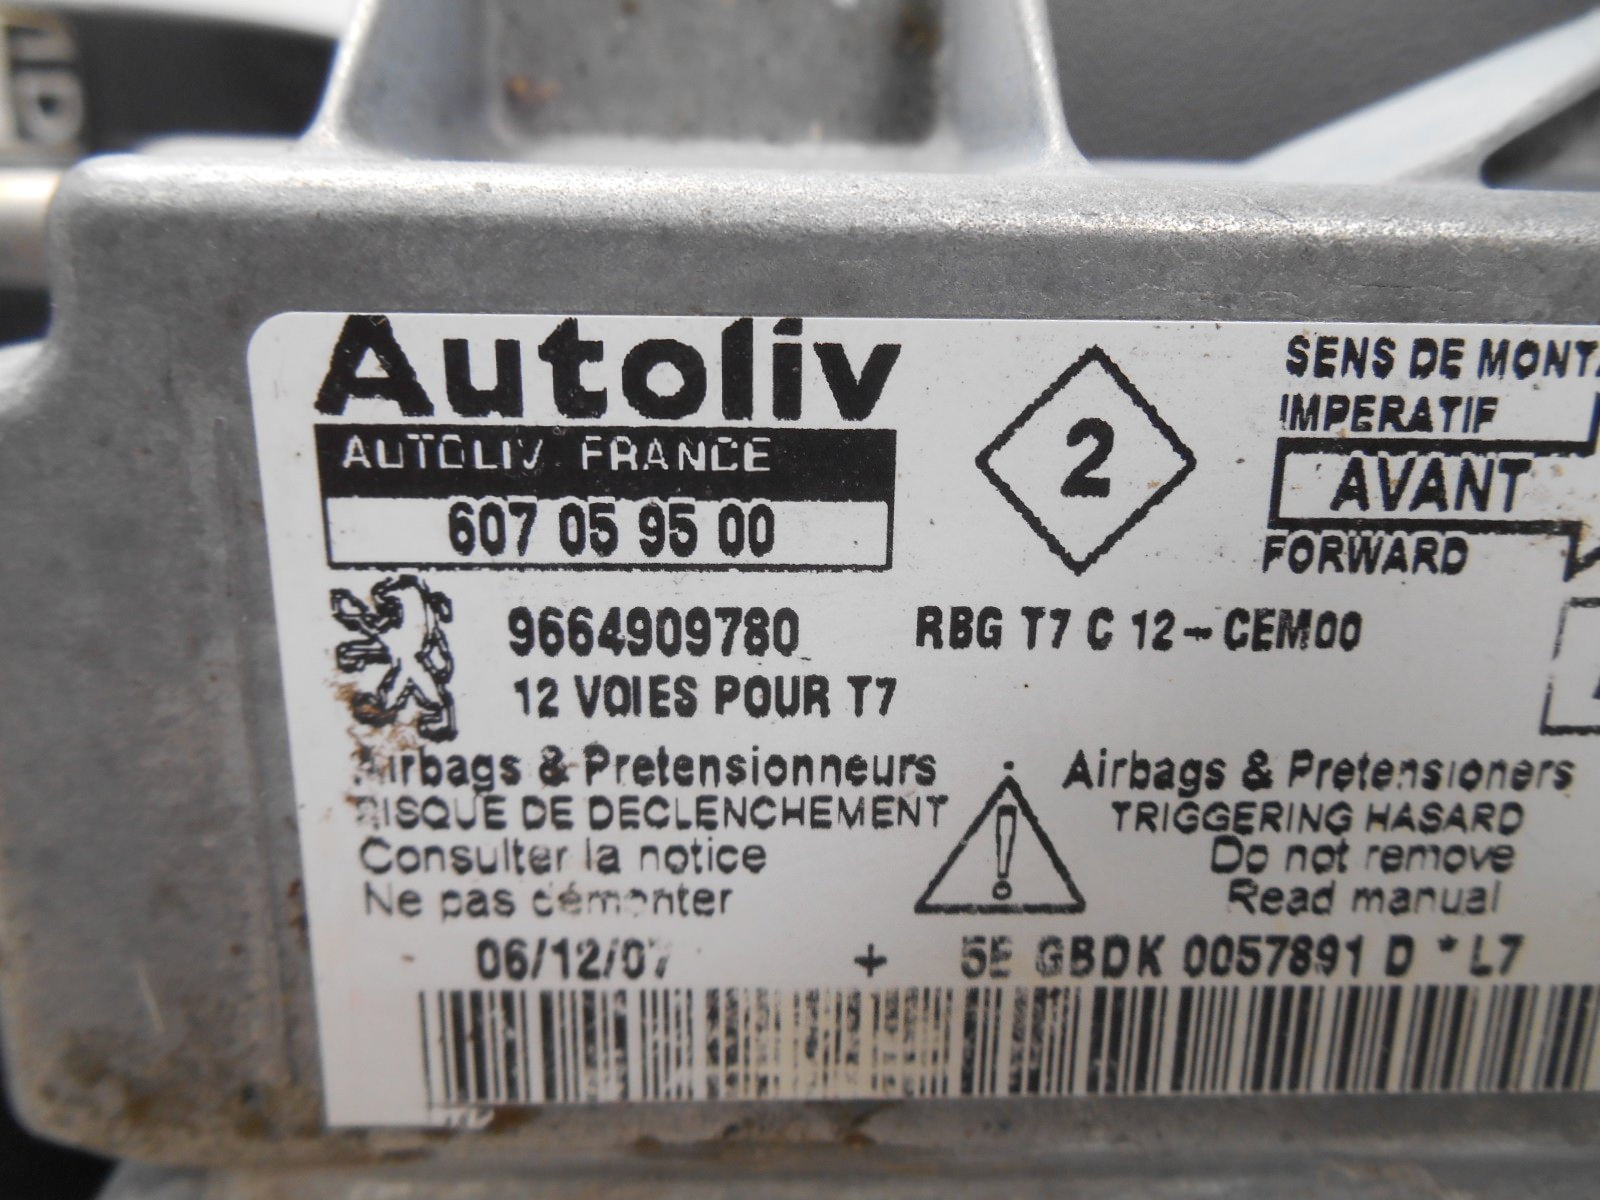 Autoliv
AUTOLIV FRANCE
607 05 95 00
2
SENS DE
IMPERATIF
AVANT
FORWARD
9664909780 RBG T7 C 12-CEM00
12 VOIES POUR T7
Airbags & Pretensionneurs
RISQUE DE DECLENCHEMENT
Consulter la notice
Ne pas démonter
Airbags & Pretensioners
TRIGGERING HASARD
Do not remove
Read manual
06/12/07 + 5E GBDK 0057891 D * L7